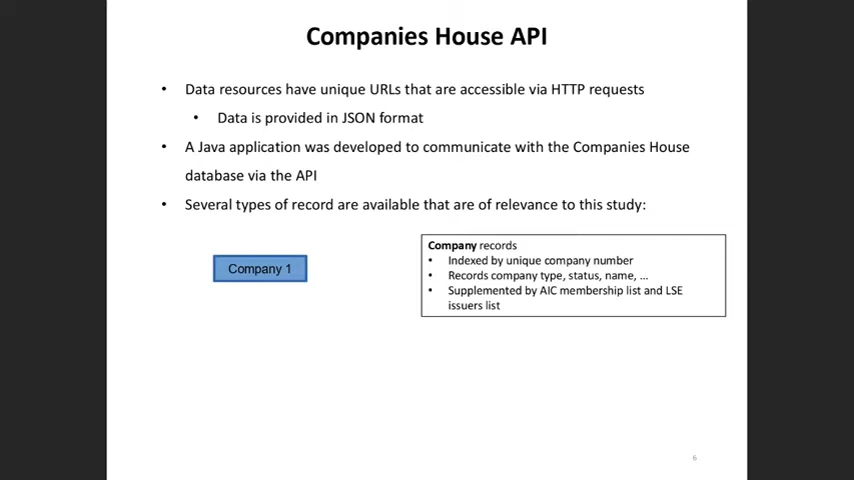 Companies House API
• Data resources have unique URLs that are accessible via HTTP requests
• Data is provided in JSON format
• A Java application was developed to communicate with the Companies House
database via the API
• Several types of record are available that are of relevance to this study:
Company 1
Company records
• Indexed by unique company number
• Records company type, status, name, ...
• Supplemented by AIC membership list and LSE
issuers list
6